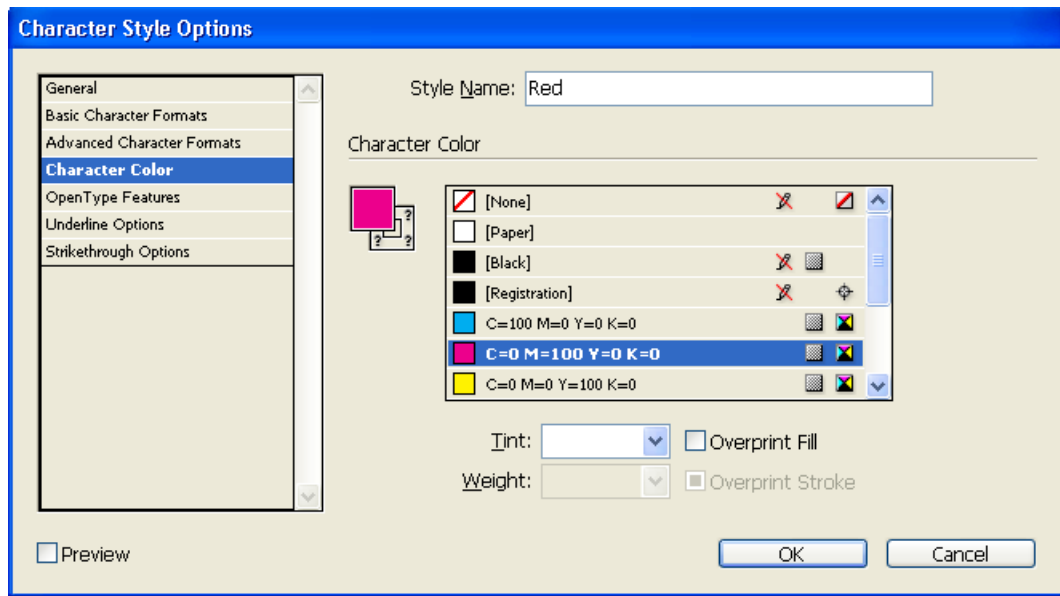 Character Style Options
General
Basic Character Formats
Advanced Character Formats
Character Color
OpenType Features
Underline Options
Strikethrough Options
Style Name: Red
Character Color
? ? ?
[None]
[Paper]
[Black]
[Registration]
C=100 M=0 Y=0 K=0
C=0 M=100 Y=0 K=0
C=0 M=0 Y=100 K=0
Tint: Overprint Fill
Weight: Overprint Stroke
Preview OK Cancel